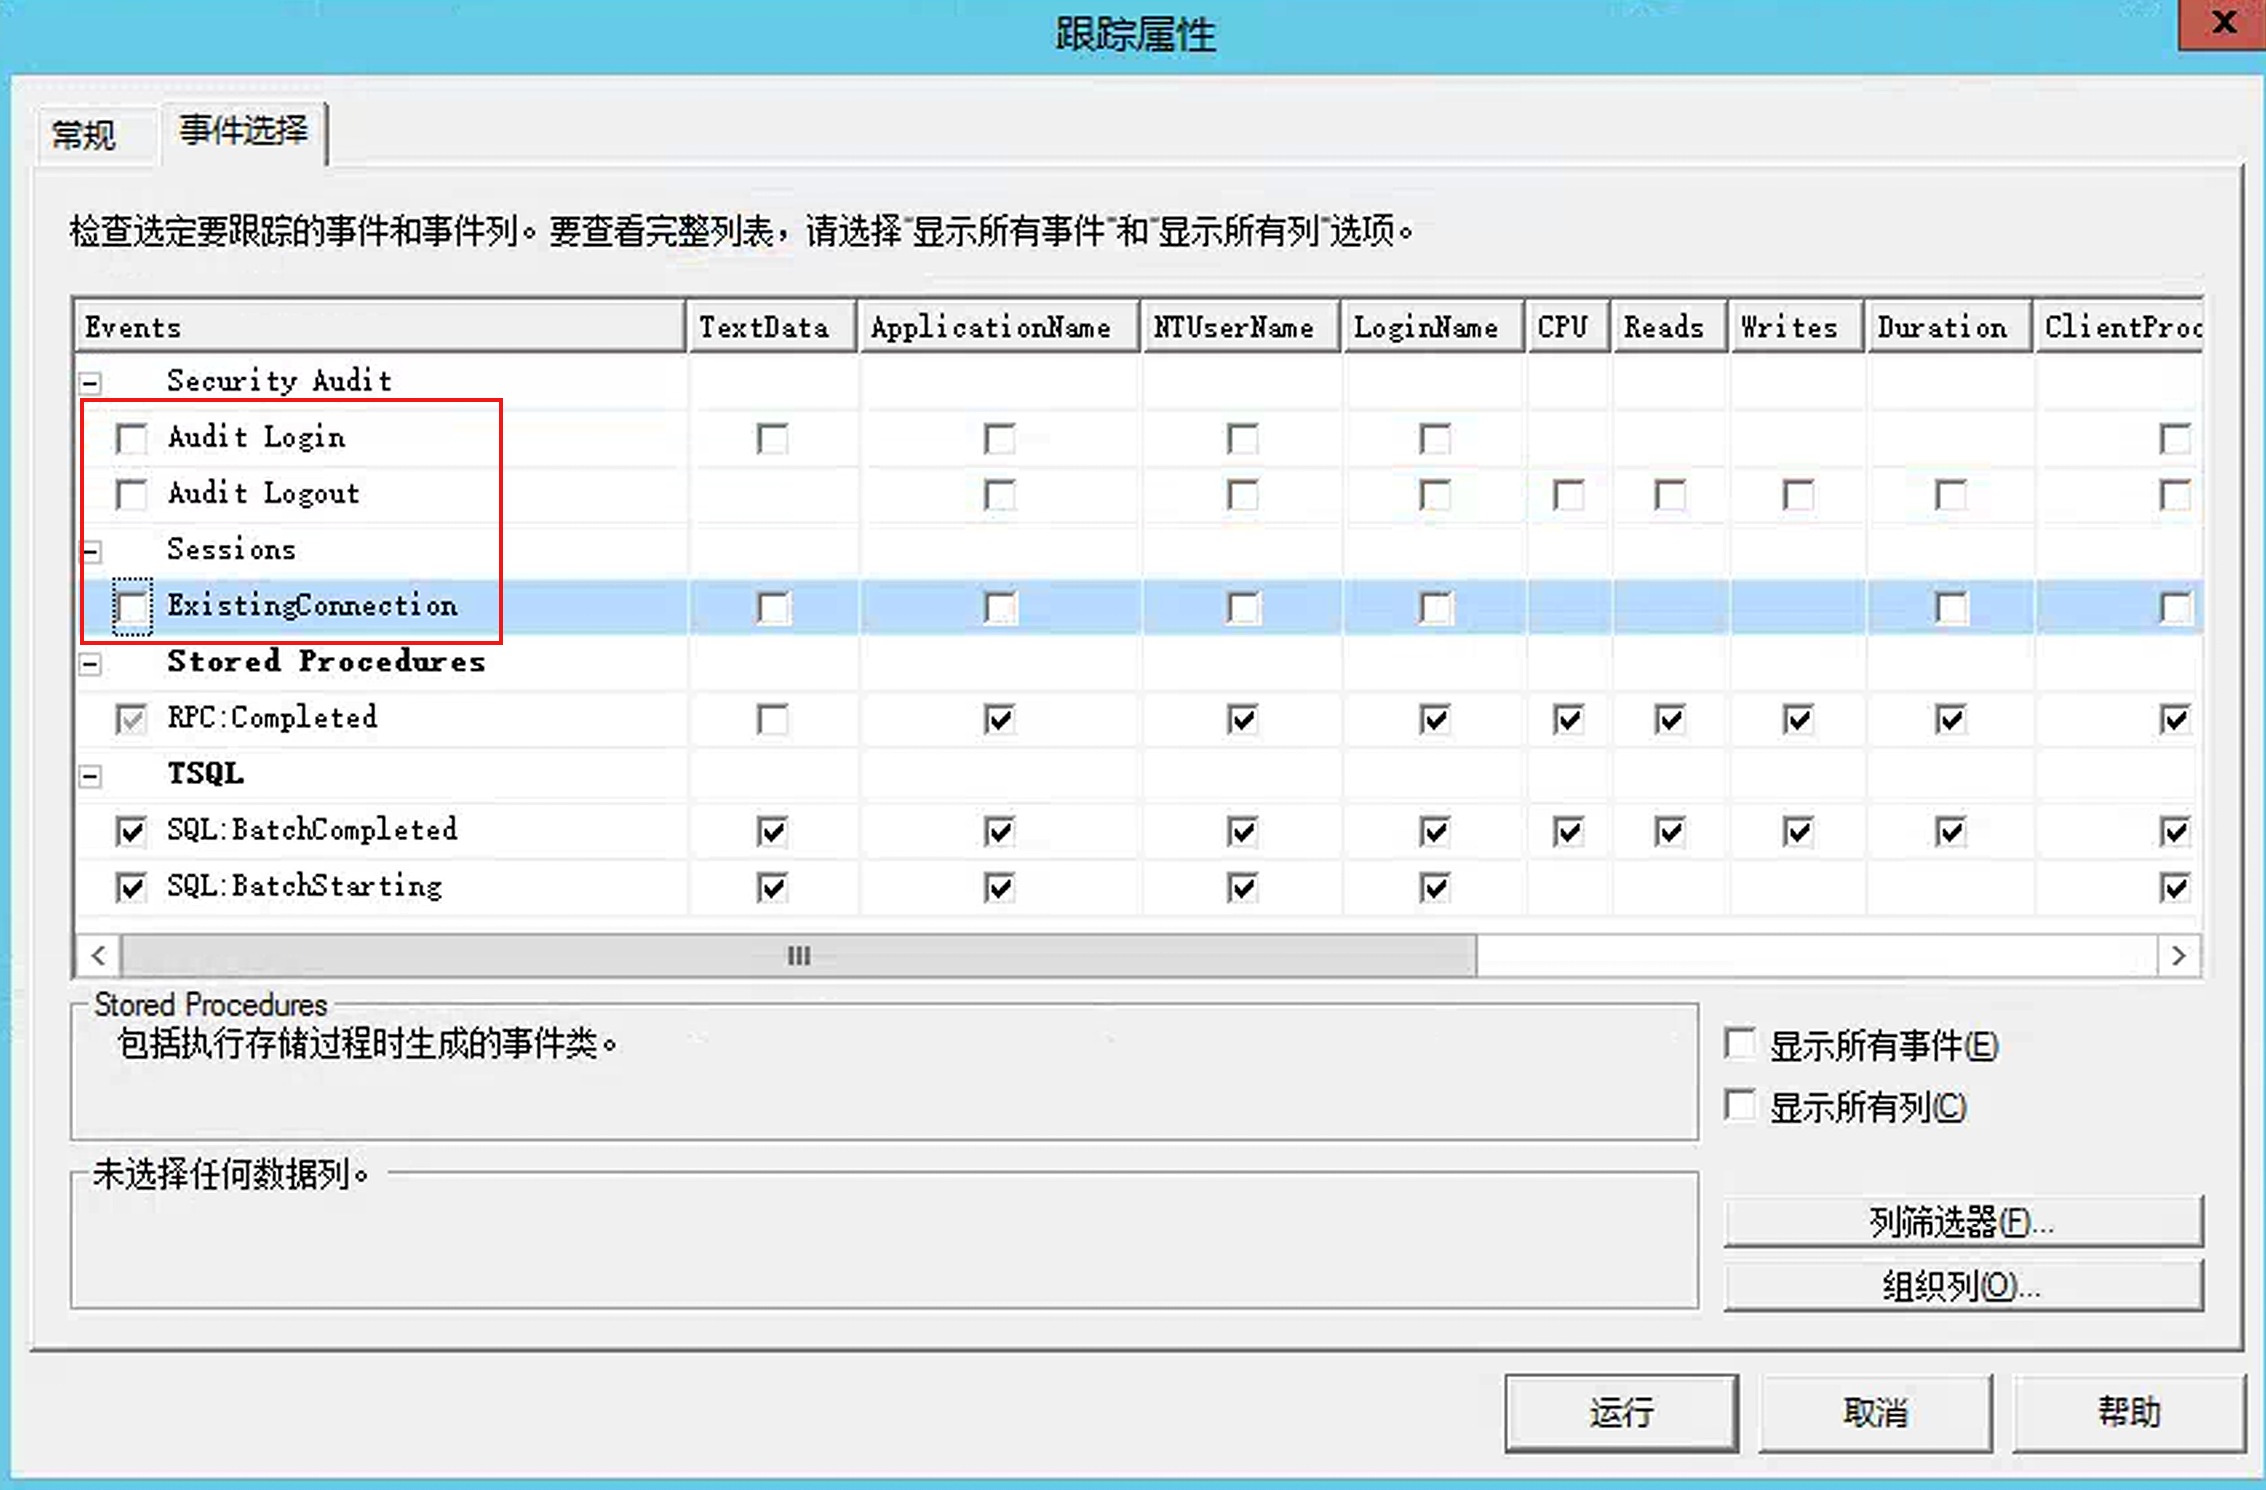 跟踪属性
x
常规 事件选择
检查选定要跟踪的事件和事件列。要查看完整列表，请选择"显示所有事件"和"显示所有列"选项。
Events TextData ApplicationName NTUserName LoginName CPU Reads Writes Duration ClientProc
Security Audit
Audit Login
Audit Logout
Sessions
ExistingConnection
Stored Procedures
RPC:Completed
TSQL
SQL:BatchCompleted
SQL:BatchStarting
Stored Procedures
包括执行存储过程时生成的事件类。
显示所有事件(E)
显示所有列(C)
未选择任何数据列。
列筛选器(F)...
组织列(O)...
运行 取消 帮助